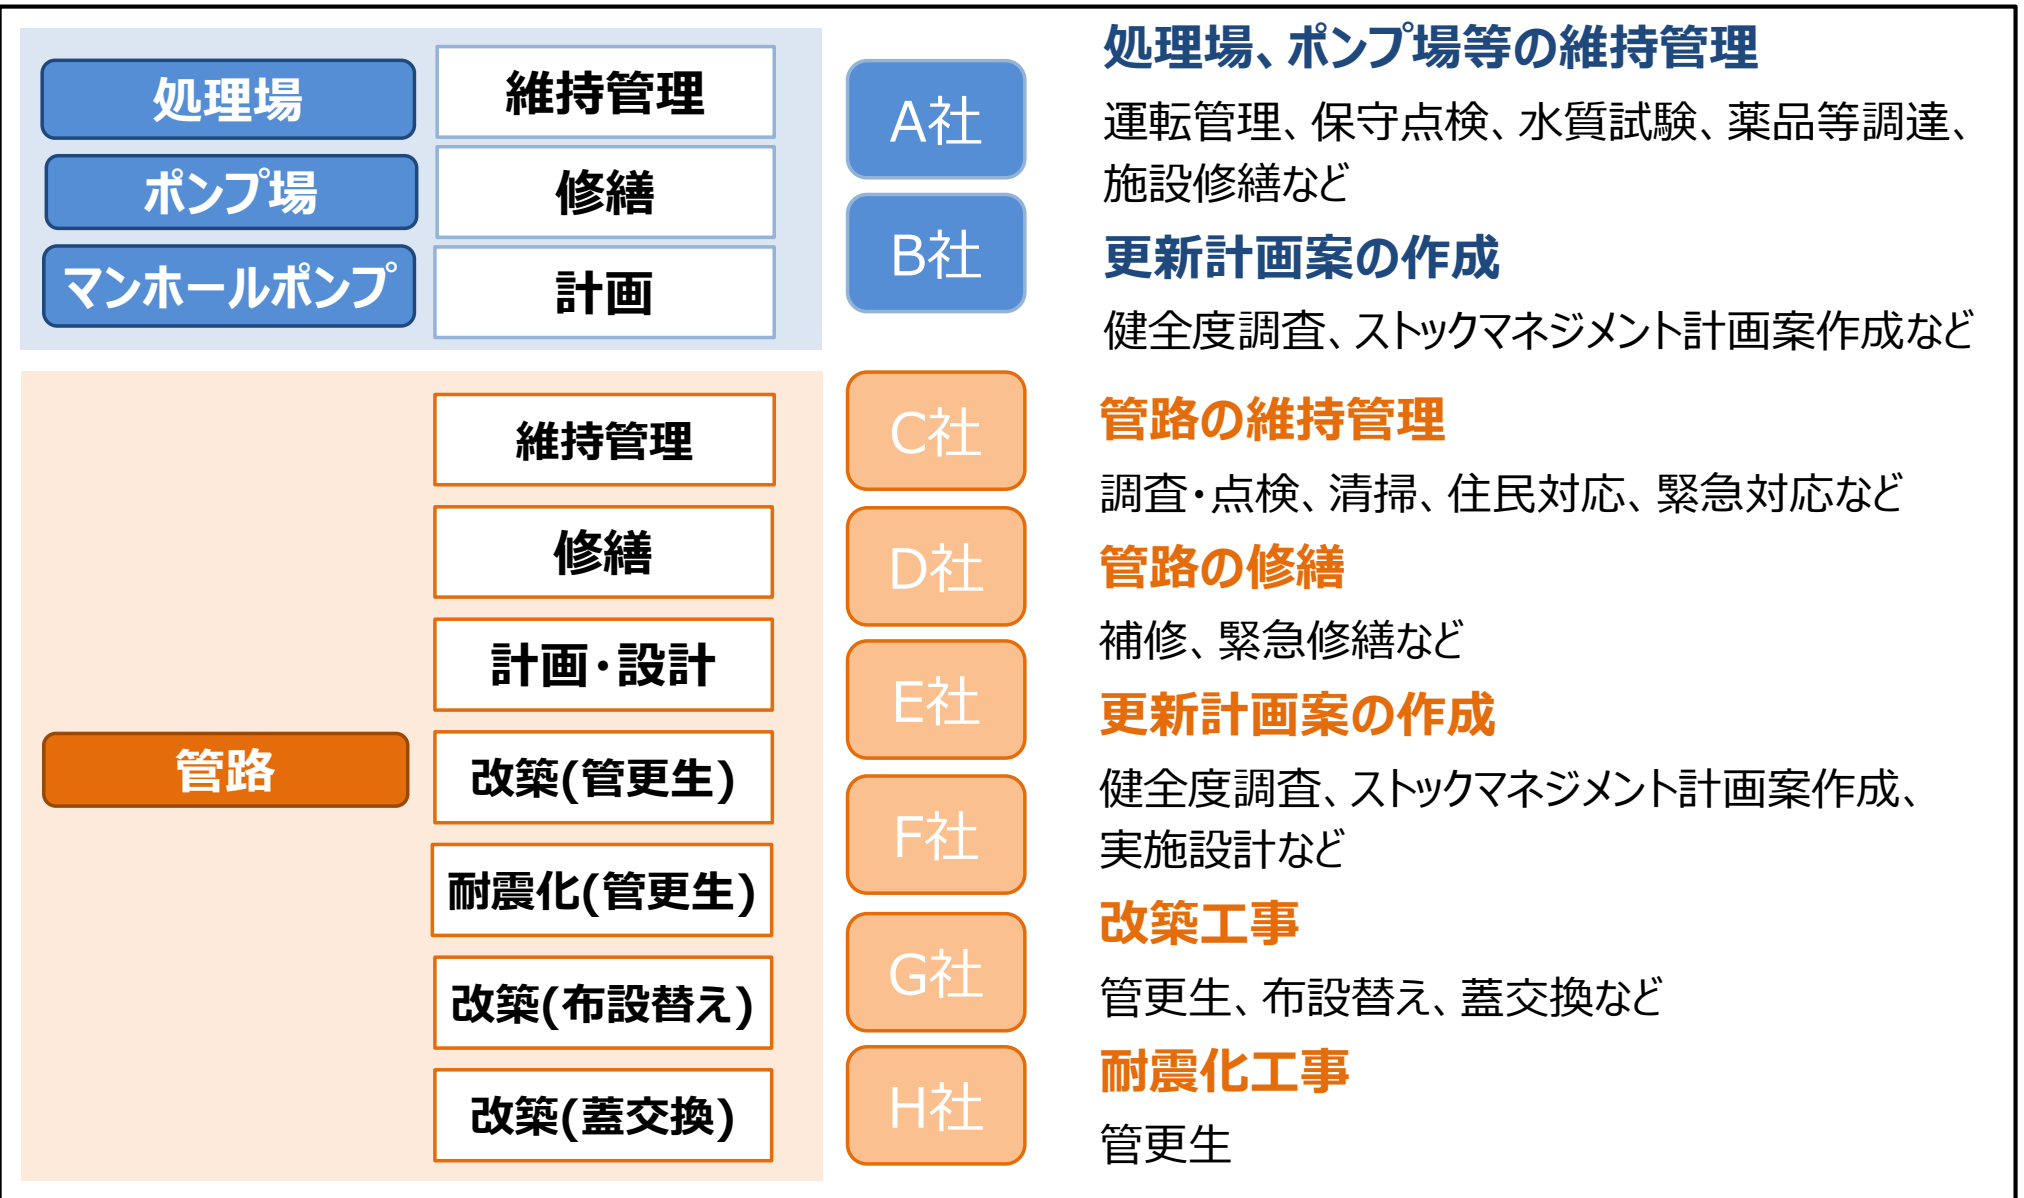 処理場
ポンプ場
マンホールポンプ
維持管理
修繕
計画
A社
B社
処理場、ポンプ場等の維持管理
運転管理、保守点検、水質試験、薬品等調達、
施設修繕など
更新計画案の作成
健全度調査、ストックマネジメント計画案作成など
管路
維持管理
修繕
計画・設計
改築(管更生)
耐震化(管更生)
改築(布設替え)
改築(蓋交換)
C社
D社
E社
F社
G社
H社
管路の維持管理
調査・点検、清掃、住民対応、緊急対応など
管路の修繕
補修、緊急修繕など
更新計画案の作成
健全度調査、ストックマネジメント計画案作成、
実施設計など
改築工事
管更生、布設替え、蓋交換など
耐震化工事
管更生